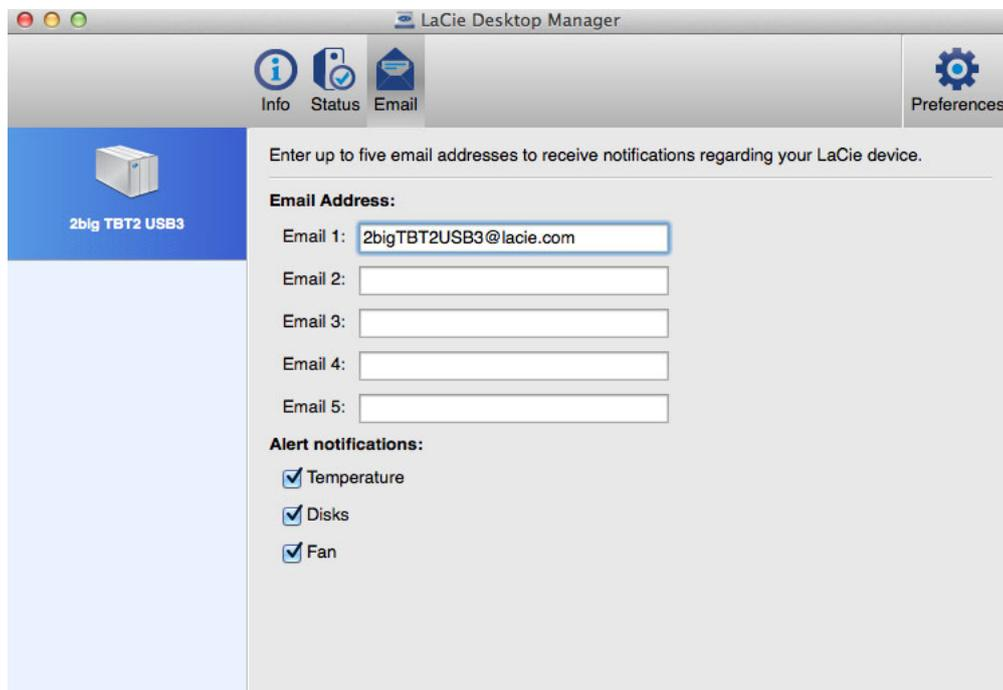 LaCie Desktop Manager
Info Status Email Preferences
2big TBT2 USB3
Enter up to five email addresses to receive notifications regarding your LaCie device.
Email Address:
Email 1: 2bigTBT2USB3@lacie.com
Email 2:
Email 3:
Email 4:
Email 5:
Alert notifications:
Temperature
Disks
Fan